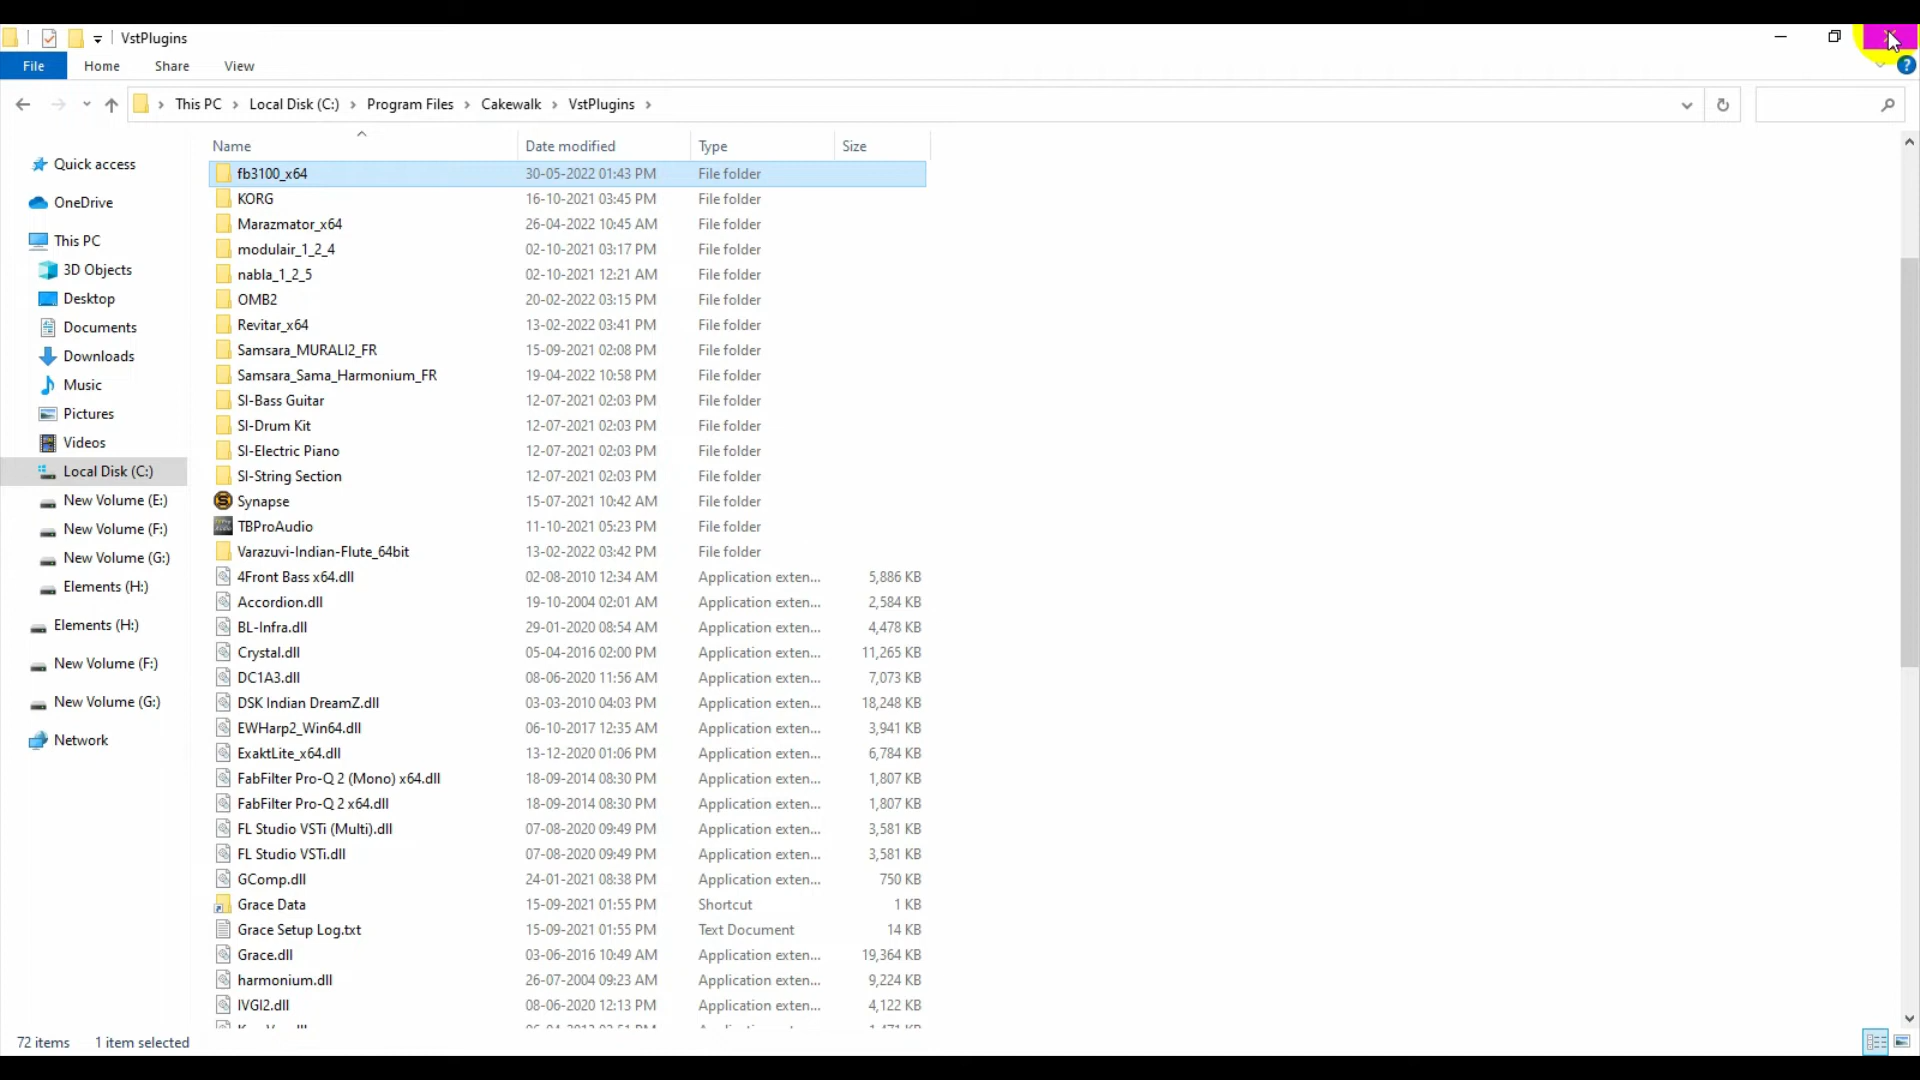 VstPlugins
File Home Share View
This PC Local Disk (C:) Program Files Cakewalk VstPlugins
Quick access
OneDrive
This PC
3D Objects
Desktop
Documents
Downloads
Music
Pictures
Videos
Local Disk (C:)
New Volume (E:)
New Volume (F:)
New Volume (G:)
Elements (H:)
Elements (H:)
New Volume (F:)
New Volume (G:)
Network
Name Date modified Type Size
fb3100_x64 30-05-2022 01:43 PM File folder
KORG 16-10-2021 03:45 PM File folder
Marazmator_x64 26-04-2022 10:45 AM File folder
modulair_1_2_4 02-10-2021 03:17 PM File folder
nabla_1_2_5 02-10-2021 12:21 AM File folder
OMB2 20-02-2022 03:15 PM File folder
Revitar_x64 13-02-2022 03:41 PM File folder
Samsara_MURALI2_FR 15-09-2021 02:08 PM File folder
Samsara_Sama_Harmonium_FR 19-04-2022 10:58 PM File folder
SI-Bass Guitar 12-07-2021 02:03 PM File folder
SI-Drum Kit 12-07-2021 02:03 PM File folder
SI-Electric Piano 12-07-2021 02:03 PM File folder
SI-String Section 12-07-2021 02:03 PM File folder
Synapse 15-07-2021 10:42 AM File folder
TBProAudio 11-10-2021 05:23 PM File folder
Varazuvi-Indian-Flute_64bit 13-02-2022 03:42 PM File folder
4Front Bass x64.dll 02-08-2010 12:34 AM Application exten... 5,886 KB
Accordion.dll 19-10-2004 02:01 AM Application exten... 2,584 KB
BL-Infra.dll 29-01-2020 08:54 AM Application exten... 4,478 KB
Crystal.dll 05-04-2016 02:00 PM Application exten... 11,265 KB
DC1A3.dll 08-06-2020 11:56 AM Application exten... 7,073 KB
DSK Indian DreamZ.dll 03-03-2010 04:03 PM Application exten... 18,248 KB
EWHarp2_Win64.dll 06-10-2017 12:35 AM Application exten... 3,941 KB
ExaktLite_x64.dll 13-12-2020 01:06 PM Application exten... 6,784 KB
FabFilter Pro-Q 2 (Mono) x64.dll 18-09-2014 08:30 PM Application exten... 1,807 KB
FabFilter Pro-Q 2 x64.dll 18-09-2014 08:30 PM Application exten... 1,807 KB
FL Studio VSTi (Multi).dll 07-08-2020 09:49 PM Application exten... 3,581 KB
FL Studio VSTi.dll 07-08-2020 09:49 PM Application exten... 3,581 KB
GComp.dll 24-01-2021 08:38 PM Application exten... 750 KB
Grace Data 15-09-2021 01:55 PM Shortcut 1 KB
Grace Setup Log.txt 15-09-2021 01:55 PM Text Document 14 KB
Grace.dll 03-06-2016 10:49 AM Application exten... 19,364 KB
harmonium.dll 26-07-2004 09:23 AM Application exten... 9,224 KB
IVGI2.dll 08-06-2020 12:13 PM Application exten... 4,122 KB
72 items 1 item selected